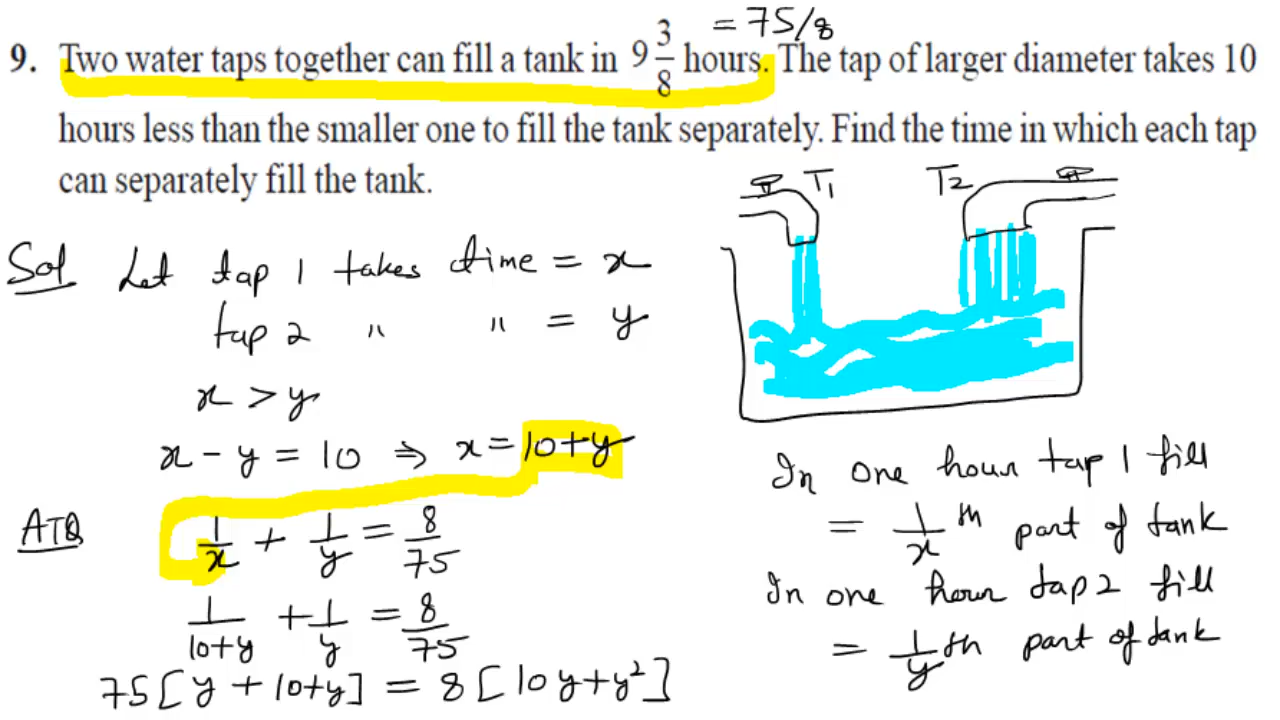 = 75/8
9. Two water taps together can fill a tank in 9 3/8 hours. The tap of larger diameter takes 10
hours less than the smaller one to fill the tank separately. Find the time in which each tap
can separately fill the tank.
T1 T2
Sol Let tap 1 takes time = x
tap 2 " " = y
x > y
x - y = 10 ⇒ x = 10+y
ATQ 1/x + 1/y = 8/75
1/10+y + 1/y = 8/75
75[y + 10+y] = 8[10y+y²]
In one hour tap 1 fill
= 1/x th part of tank
In one hour tap 2 fill
= 1/y th part of tank